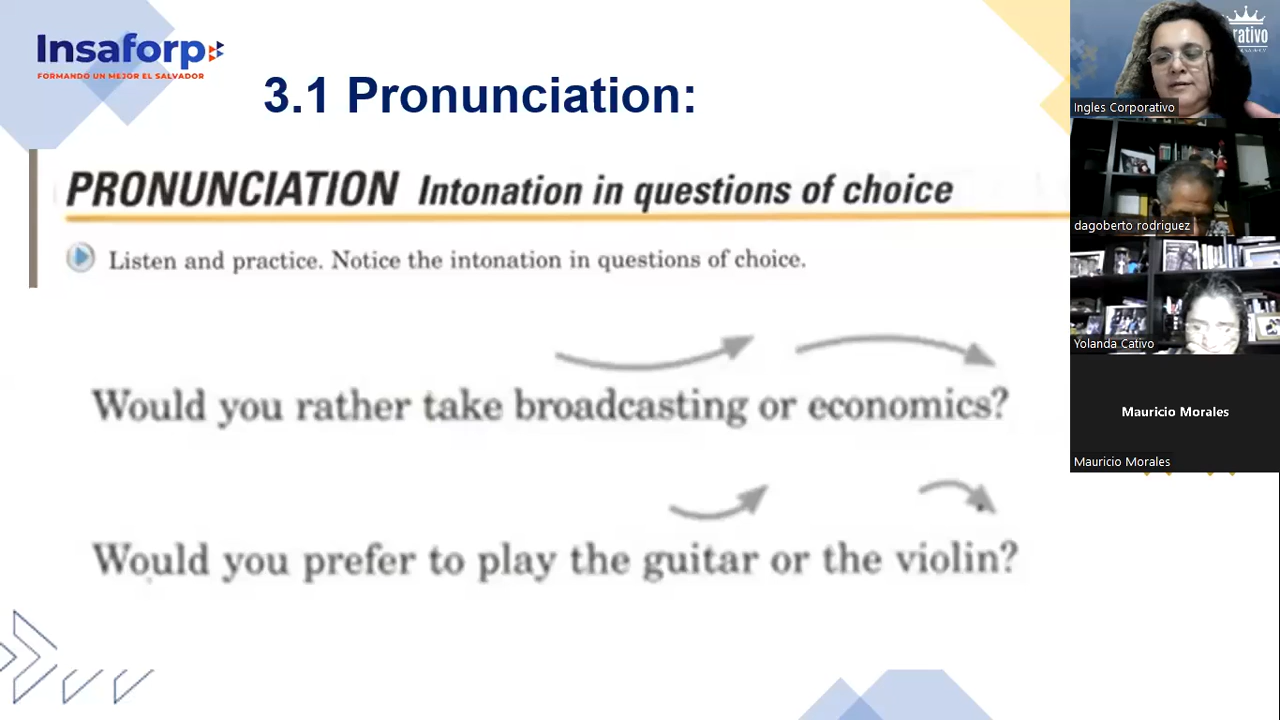 Insaforp
FORMANDO UN MEJOR EL SALVADOR
3.1 Pronunciation:
PRONUNCIATION Intonation in questions of choice
Listen and practice. Notice the intonation in questions of choice.
Would you rather take broadcasting or economics?
Would you prefer to play the guitar or the violin?
Ingles Corporativo
dagoberto rodriguez
Yolanda Cativo
Mauricio Morales
Mauricio Morales